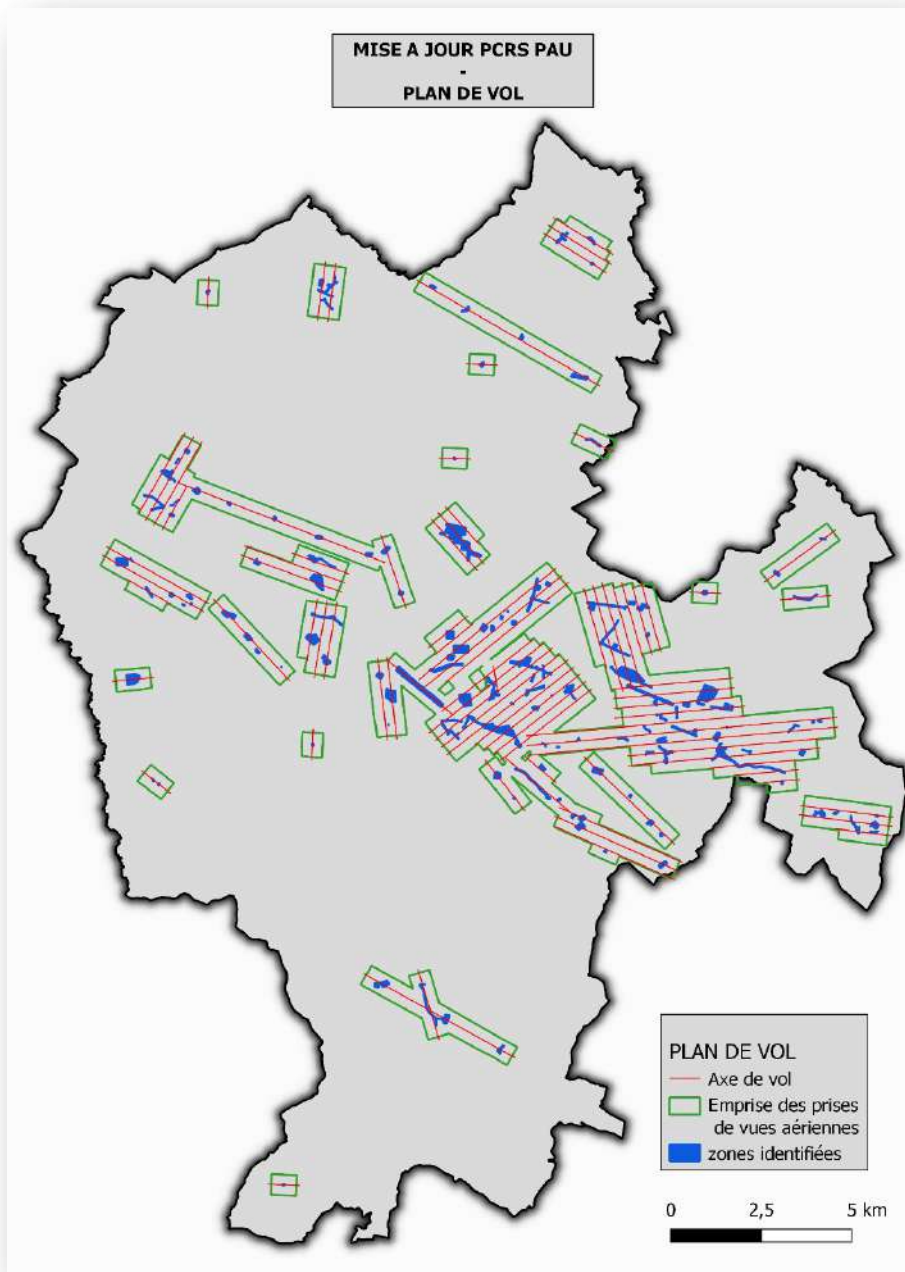 MISE A JOUR PCRS PAU
-
PLAN DE VOL
PLAN DE VOL
Axe de vol
Emprise des prises
de vues aériennes
zones identifiées
0 2,5 5 km